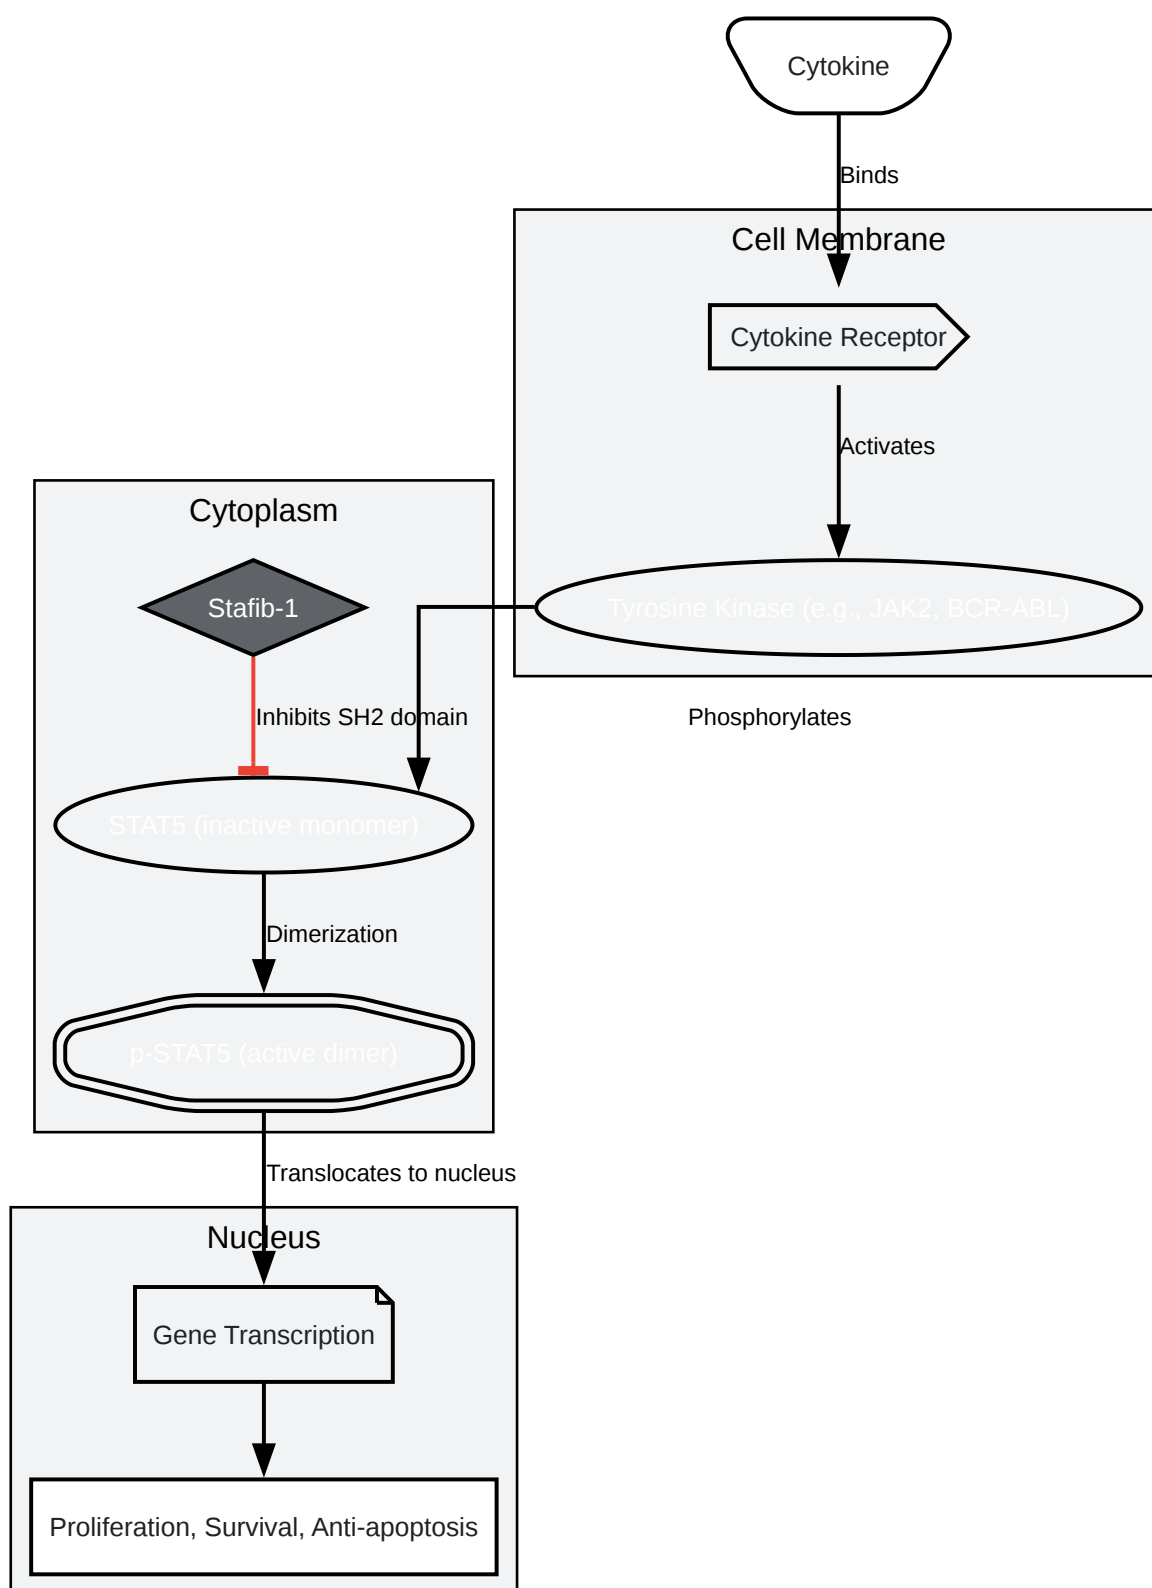 Cytokine
Binds
Cell Membrane
Cytokine Receptor
Activates
Cytoplasm
Stafib-1
Tyrosine Kinase (e.g., JAK2, BCR-ABL)
Inhibits SH2 domain
Phosphorylates
STAT5 (inactive monomer)
Dimerization
p-STAT5 (active dimer)
Translocates to nucleus
Nucleus
Gene Transcription
Proliferation, Survival, Anti-apoptosis